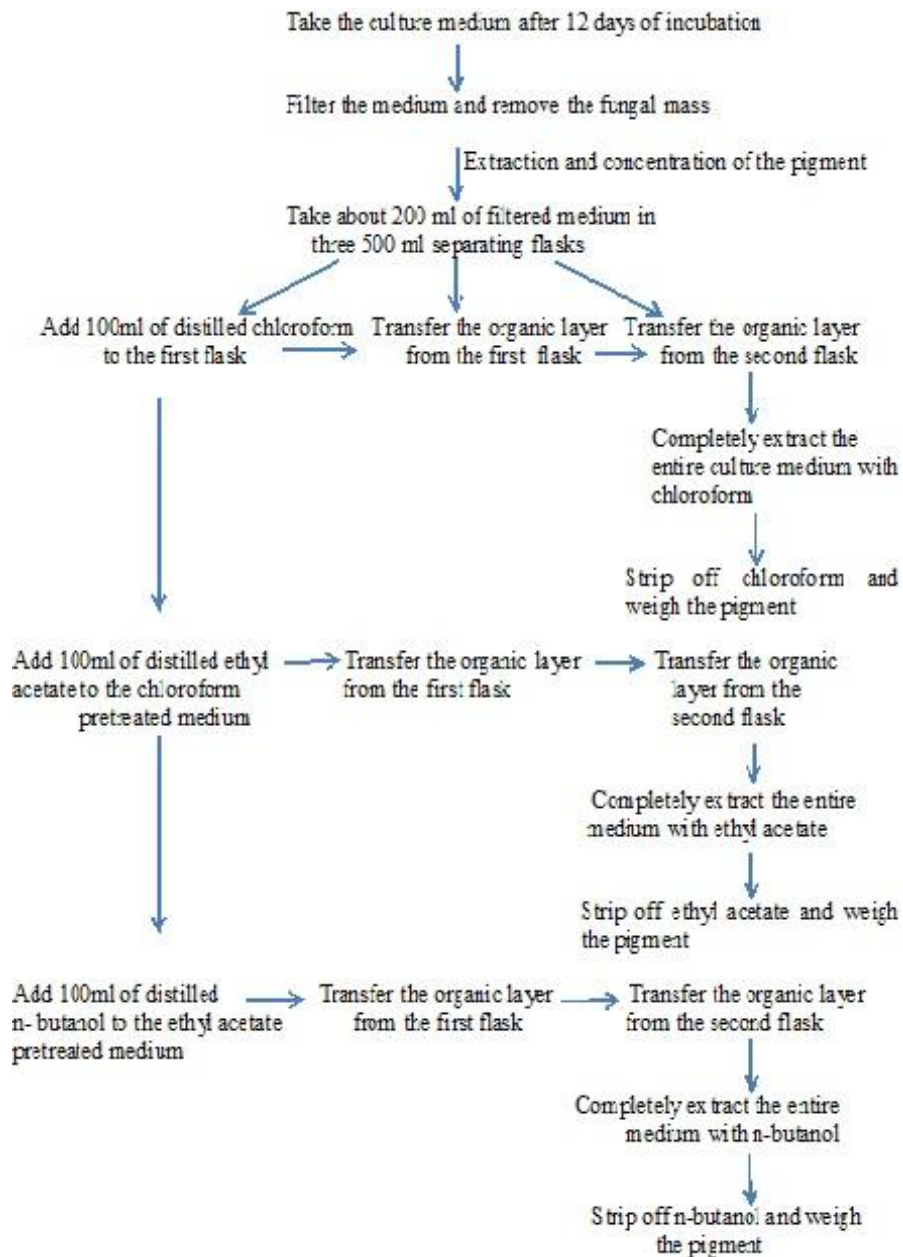 Take the culture medium after 12 days of incubation
Filter the medium and remove the fungal mass
Extraction and concentration of the pigment
Take about 200 ml of filtered medium in
three 500 ml separating flasks
Add 100ml of distilled chloroform
to the first flask
Transfer the organic layer
from the first flask
Transfer the organic layer
from the second flask
Completely extract the
entire culture medium with
chloroform
Strip off chloroform and
weigh the pigment
Add 100ml of distilled ethyl
acetate to the chloroform
pretreated medium
Transfer the organic layer
from the first flask
Transfer the organic
layer from the
second flask
Completely extract the entire
medium with ethyl acetate
Strip off ethyl acetate and weigh
the pigment
Add 100ml of distilled
n- butanol to the ethyl acetate
pretreated medium
Transfer the organic layer
from the first flask
Transfer the organic layer
from the second flask
Completely extract the entire
medium with n-butanol
Strip off n-butanol and weigh
the pigment